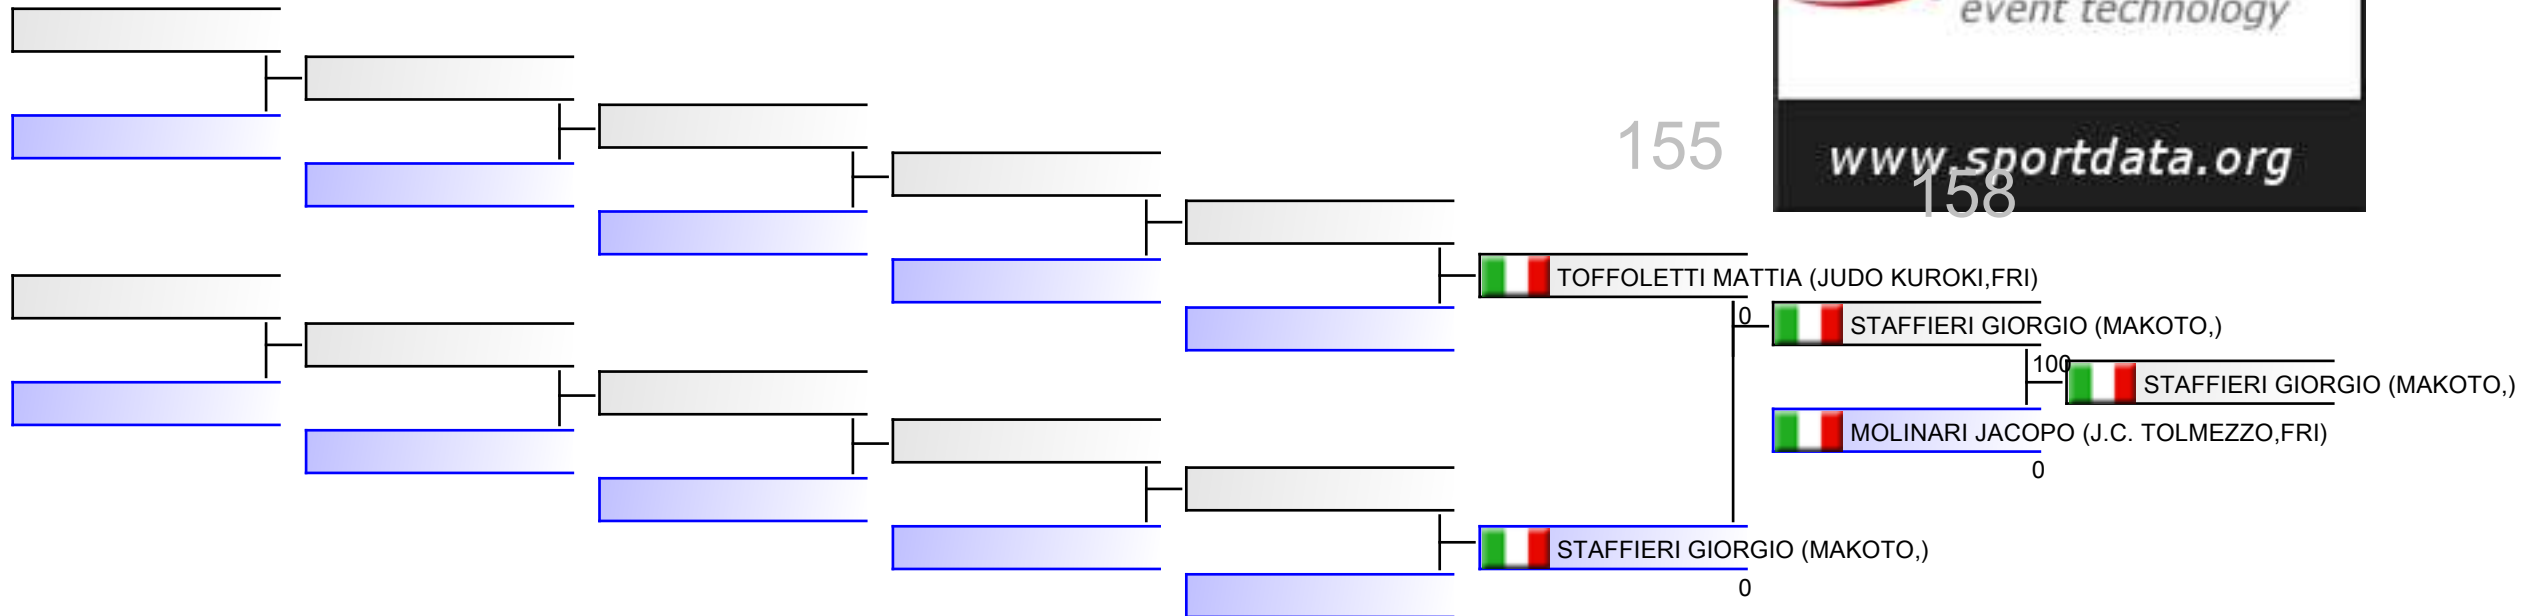 event technology
155
www.sportdata.org
158
TOFFOLETTI MATTIA (JUDO KUROKI,FRI)
0
STAFFIERI GIORGIO (MAKOTO,)
100
STAFFIERI GIORGIO (MAKOTO,)
MOLINARI JACOPO (J.C. TOLMEZZO,FRI)
0
STAFFIERI GIORGIO (MAKOTO,)
0